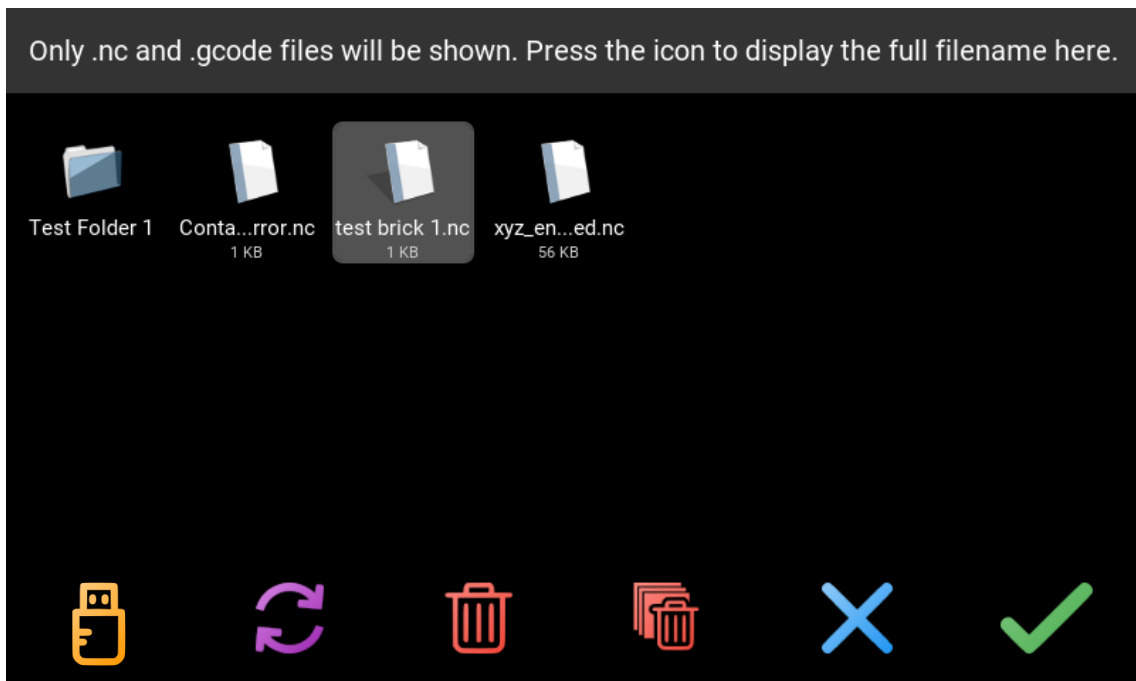 Only .nc and .gcode files will be shown. Press the icon to display the full filename here.
Test Folder 1
Conta...rror.nc
1 KB
test brick 1.nc
1 KB
xyz_en...ed.nc
56 KB